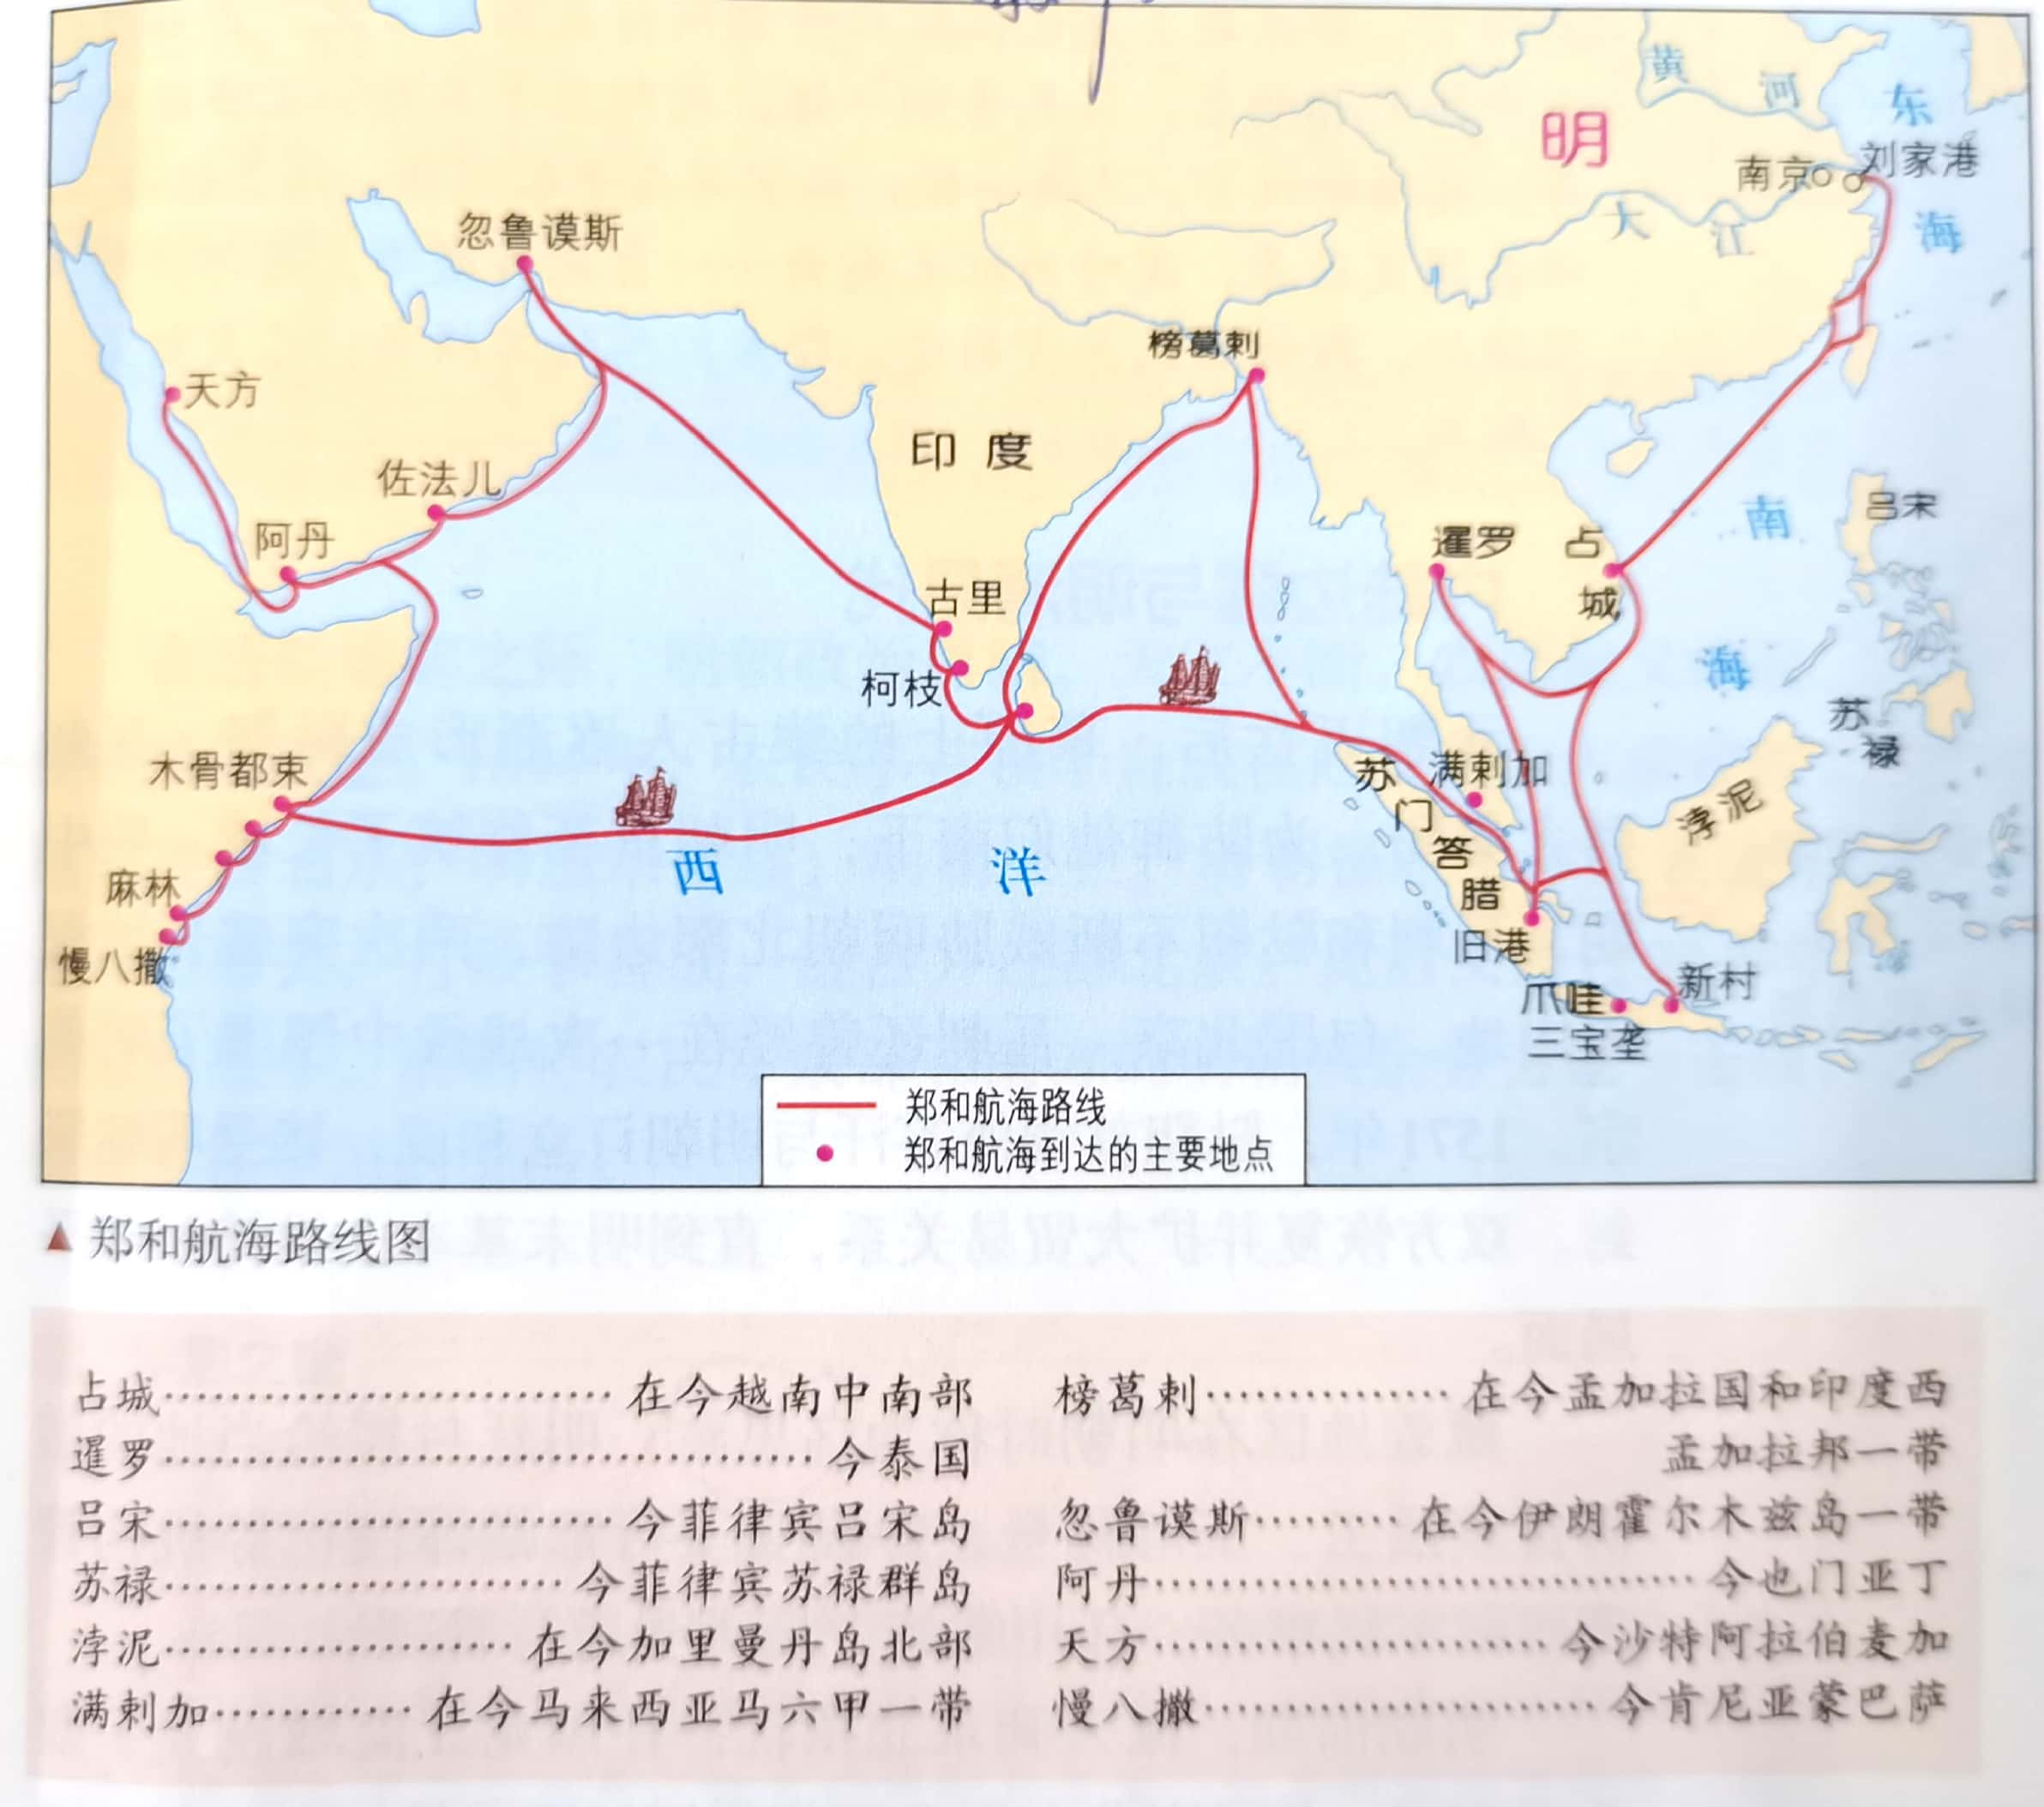 黄河
东海
明
南京
刘家港
大江
忽鲁谟斯
榜葛剌
天方
印度
佐法儿
阿丹
南海
吕宋
暹罗
占城
古里
柯枝
苏禄
木骨都束
苏门答腊
满剌加
浡泥
西洋
麻林
慢八撒
旧港
新村
爪哇
三宝垄
郑和航海路线
郑和航海到达的主要地点
▲ 郑和航海路线图
占城…………………………在今越南中南部
暹罗……………………………………今泰国
吕宋…………………………今菲律宾吕宋岛
苏禄………………………今菲律宾苏禄群岛
浡泥……………………在今加里曼丹岛北部
满剌加…………在今马来西亚马六甲一带
榜葛剌……………在今孟加拉国和印度西
孟加拉邦一带
忽鲁谟斯………在今伊朗霍尔木兹岛一带
阿丹………………………………今也门亚丁
天方………………………今沙特阿拉伯麦加
慢八撒………………………今肯尼亚蒙巴萨